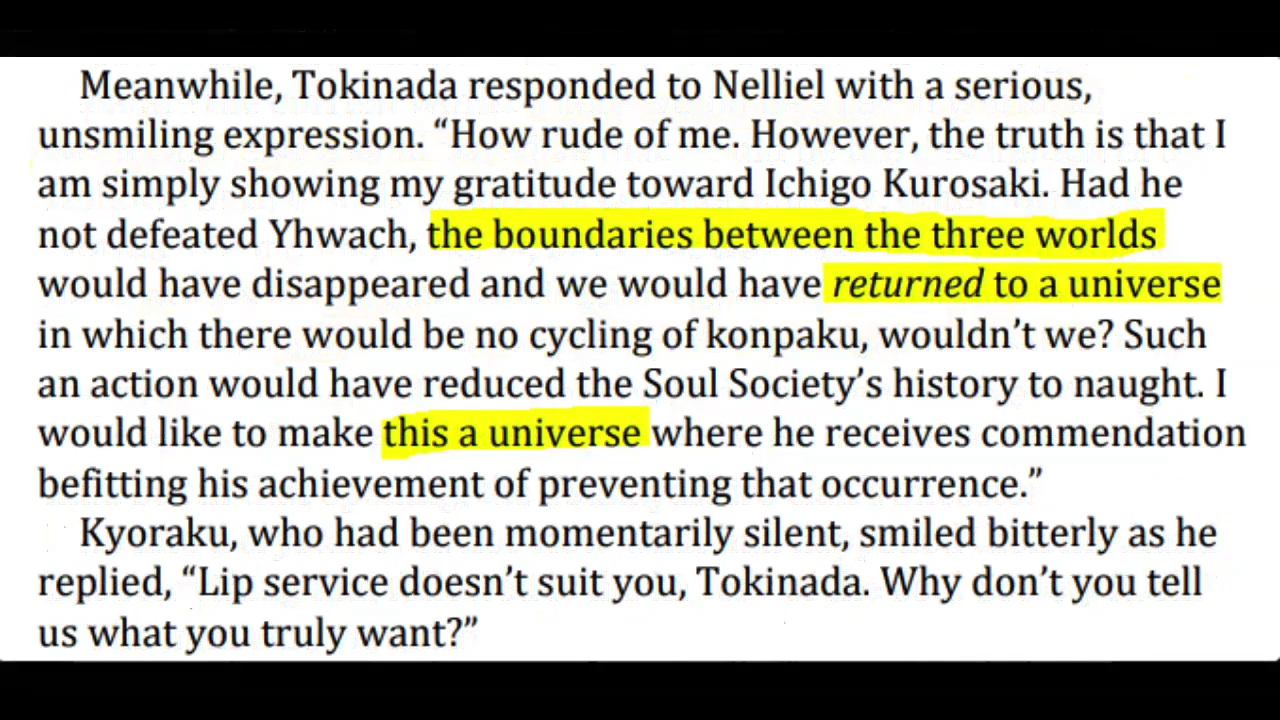 Meanwhile, Tokinada responded to Nelliel with a serious,
unsmiling expression. “How rude of me. However, the truth is that I
am simply showing my gratitude toward Ichigo Kurosaki. Had he
not defeated Yhwach, the boundaries between the three worlds
would have disappeared and we would have returned to a universe
in which there would be no cycling of konpaku, wouldn’t we? Such
an action would have reduced the Soul Society’s history to naught. I
would like to make this a universe where he receives commendation
befitting his achievement of preventing that occurrence.”
Kyoraku, who had been momentarily silent, smiled bitterly as he
replied, “Lip service doesn’t suit you, Tokinada. Why don’t you tell
us what you truly want?”